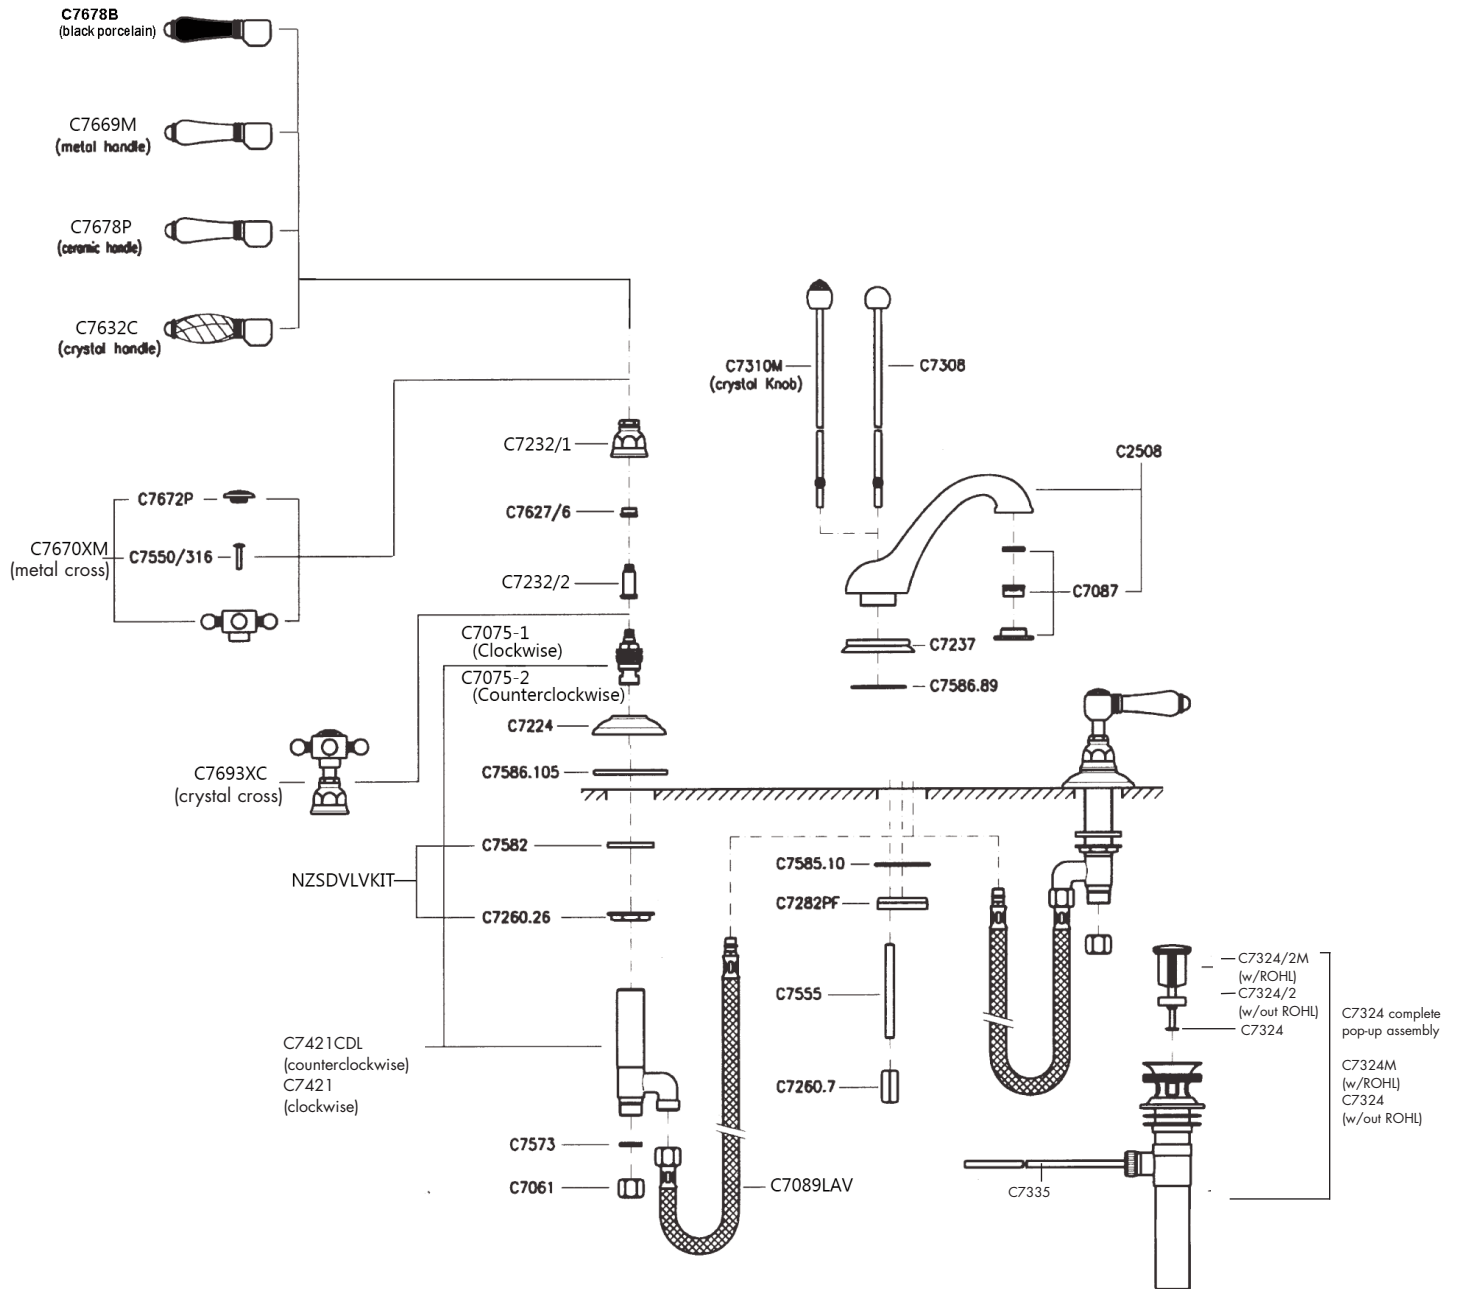 C7678B
(black porcelain)
C7669M
(metal handle)
C7678P
(ceramic handle)
C7632C
(crystal handle)
C7310M
(crystal Knob)
C7308
C2508
C7232/1
C7672P
C7627/6
C7670XM
(metal cross)
C7550/316
C7232/2
C7087
C7075-1
(Clockwise)
C7075-2
(Counterclockwise)
C7237
C7586.89
C7224
C7693XC
(crystal cross)
C7586.105
C7582
NZSDVLVKIT
C7260.26
C7585.10
C7282PF
C7555
C7260.7
C7421CDL
(counterclockwise)
C7421
(clockwise)
C7573
C7061
C7089LAV
C7324/2M
(w/ROHL)
C7324/2
(w/out ROHL)
C7324
C7324 complete
pop-up assembly
C7324M
(w/ROHL)
C7324
(w/out ROHL)
C7335